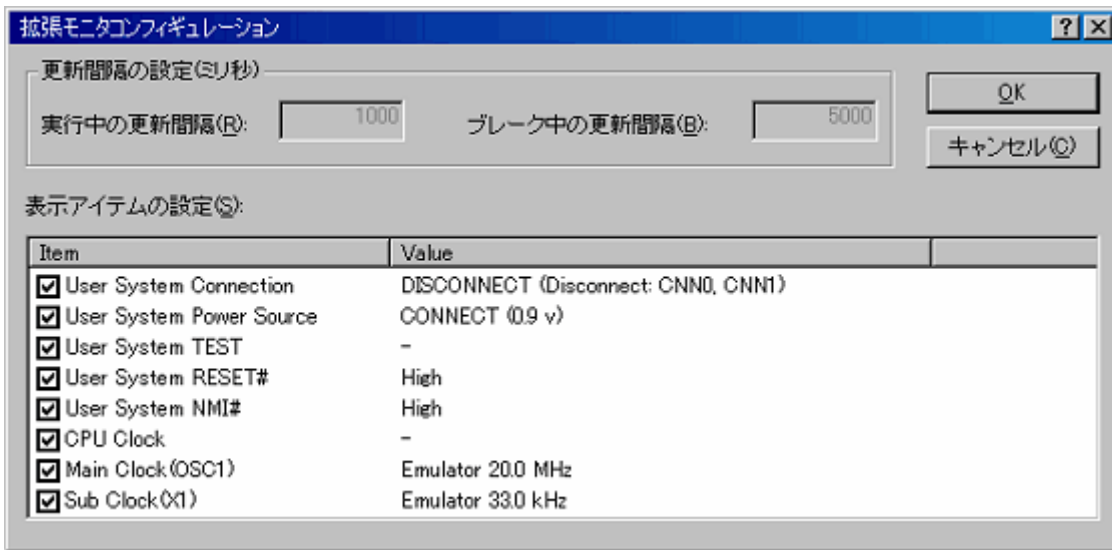 拡張モニタコンフィギュレーション
更新間隔の設定(ミリ秒)
実行中の更新間隔(R): 1000 ブレーク中の更新間隔(B): 5000
OK
キャンセル(C)
表示アイテムの設定(S):
Item Value
User System Connection DISCONNECT (Disconnect: CNN0, CNN1)
User System Power Source CONNECT (0.9 v)
User System TEST -
User System RESET# High
User System NMI# High
CPU Clock -
Main Clock(OSC1) Emulator 20.0 MHz
Sub Clock(X1) Emulator 33.0 kHz